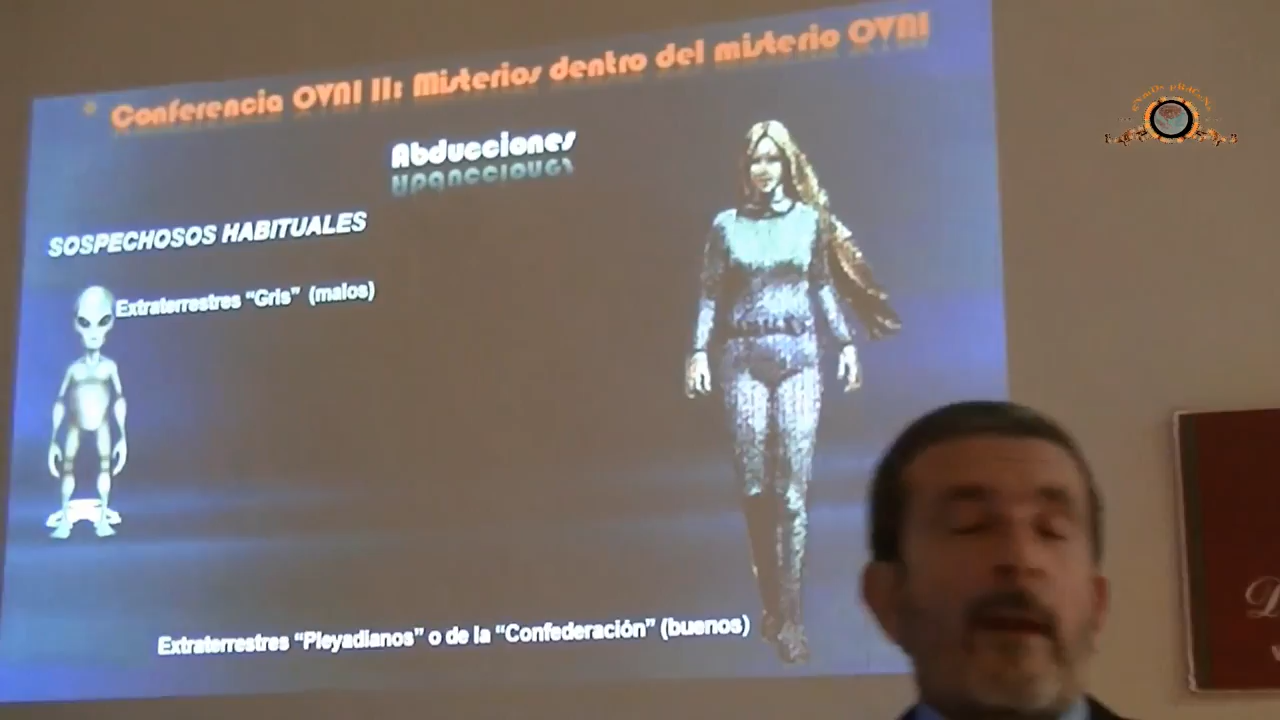 Conferencia OVNI II: Misterios dentro del misterio OVNI
Abducciones
SOSPECHOSOS HABITUALES
Extraterrestres "Gris" (malos)
Extraterrestres "Pleyadianos" o de la "Confederación" (buenos)